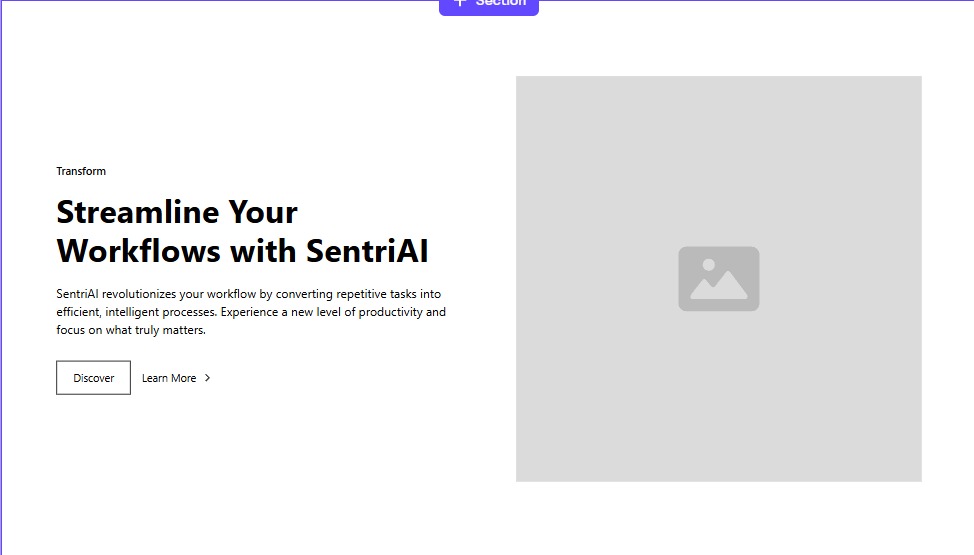 + Section
Transform
Streamline Your
Workflows with SentriAI
SentriAI revolutionizes your workflow by converting repetitive tasks into
efficient, intelligent processes. Experience a new level of productivity and
focus on what truly matters.
Discover
Learn More >